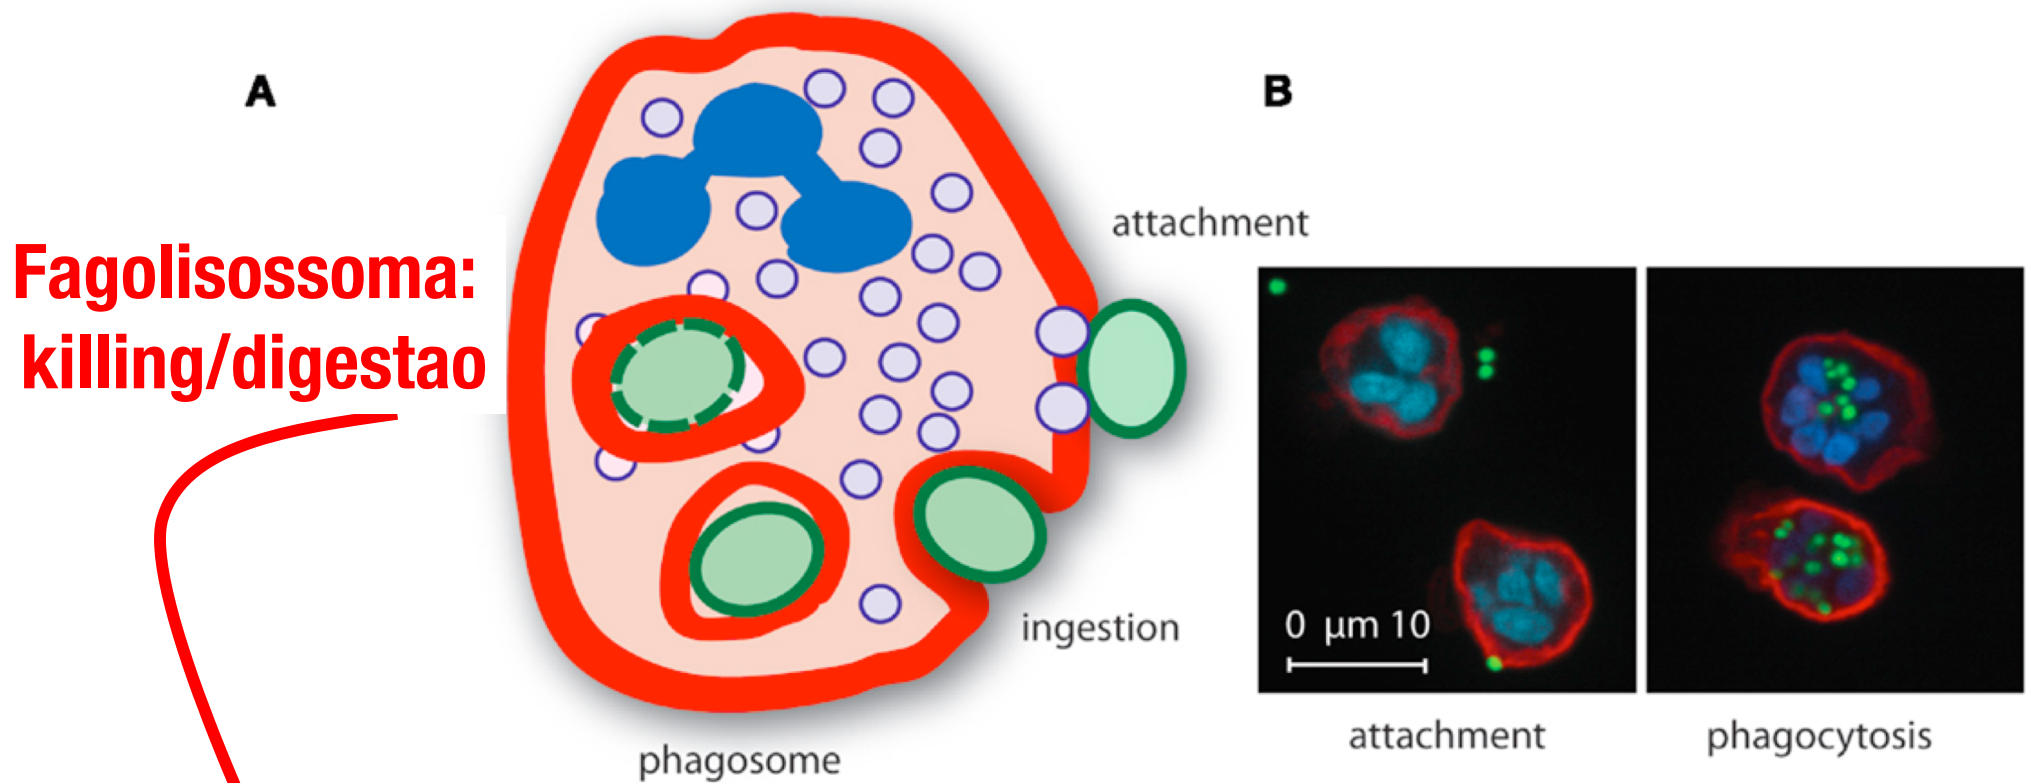 A
B
attachment
Fagolisossoma:
killing/digestao
0 μm 10
ingestion
attachment
phagocytosis
phagosome